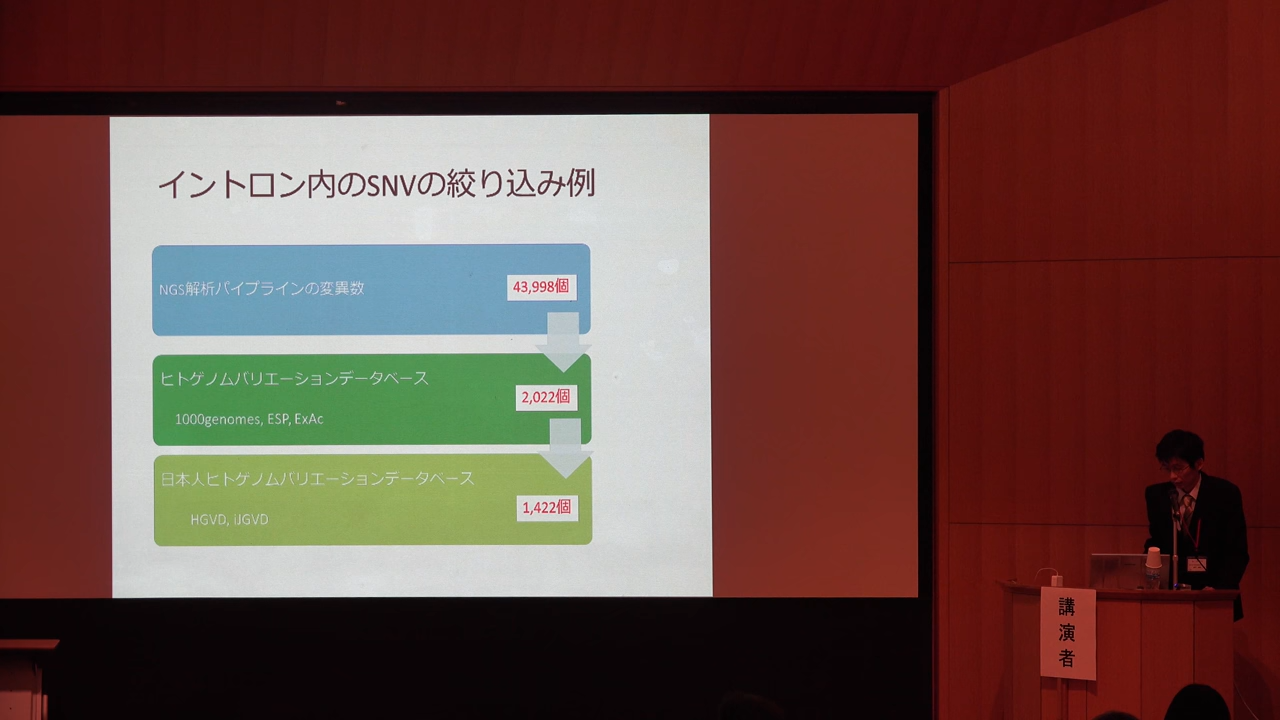 イントロン内のSNVの絞り込み例
NGS解析パイプラインの変異数
43,998個
ヒトゲノムバリエーションデータベース
2,022個
1000genomes, ESP, ExAc
日本人ヒトゲノムバリエーションデータベース
1,422個
HGVD, iJGVD
講演者